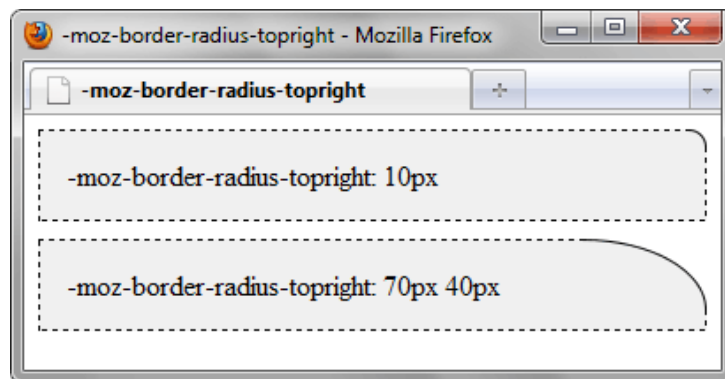 -moz-border-radius-topright - Mozilla Firefox
-moz-border-radius-topright
-moz-border-radius-topright: 10px
-moz-border-radius-topright: 70px 40px